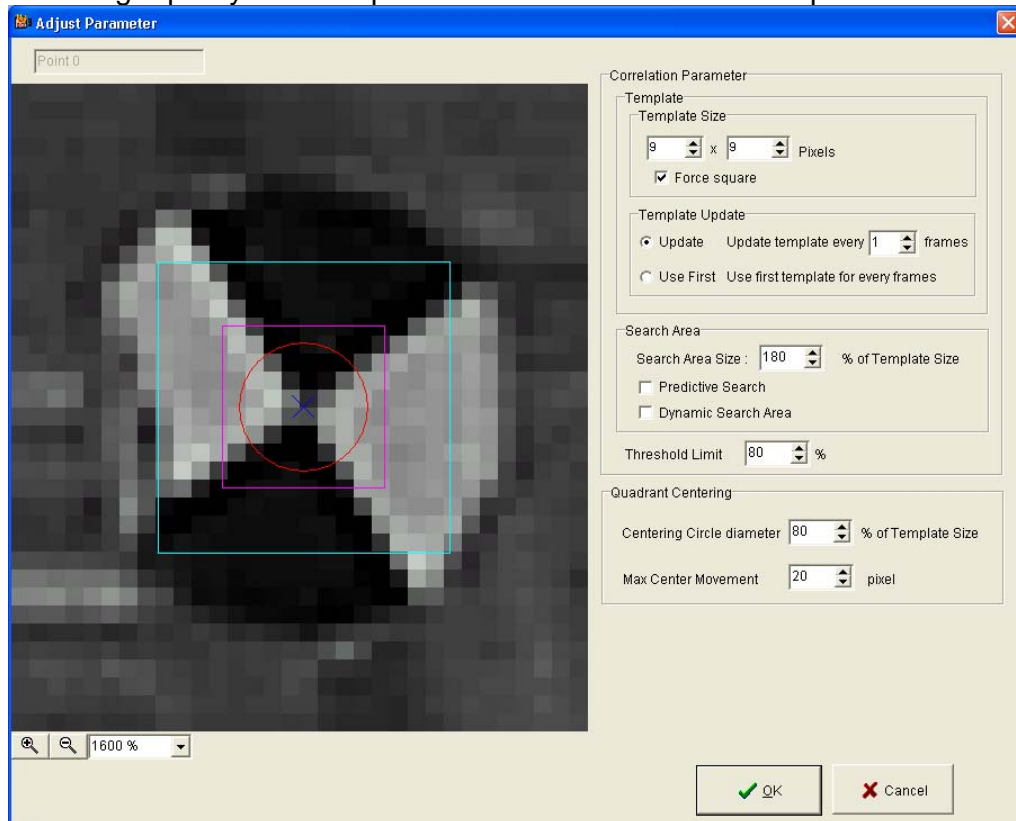 Adjust Parameter
Point 0
Correlation Parameter
Template
Template Size
9 x 9 Pixels
Force square
Template Update
Update Update template every 1 frames
Use First Use first template for every frames
Search Area
Search Area Size : 180 % of Template Size
Predictive Search
Dynamic Search Area
Threshold Limit 80 %
Quadrant Centering
Centering Circle diameter 80 % of Template Size
Max Center Movement 20 pixel
1600 %
OK Cancel